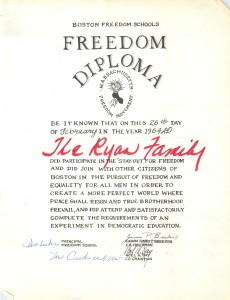 BOSTON FREEDOM SCHOOLS
FREEDOM
DIPLOMA
MASSACHUSETTS
FREEDOM MOVEMENT
BE IT KNOWN THAT ON THIS 26th DAY
OF February IN THE YEAR 1964 AD
The Ryan Family
DID PARTICIPATE IN THE STAY OUT FOR FREEDOM
AND DID JOIN WITH OTHER CITIZENS OF
BOSTON IN THE PURSUIT OF FREEDOM AND
EQUALITY FOR ALL MEN IN ORDER TO
CREATE A MORE PERFECT WORLD WHERE
PEACE SHALL REIGN AND TRUE BROTHERHOOD
PREVAIL, AND DID ATTEND AND SATISFACTORILY
COMPLETE THE REQUIREMENTS OF AN
EXPERIMENT IN DEMOCRATIC EDUCATION.
PRINCIPAL
FREEDOM SCHOOL
CO CHAIRMAN
CO CHAIRMAN